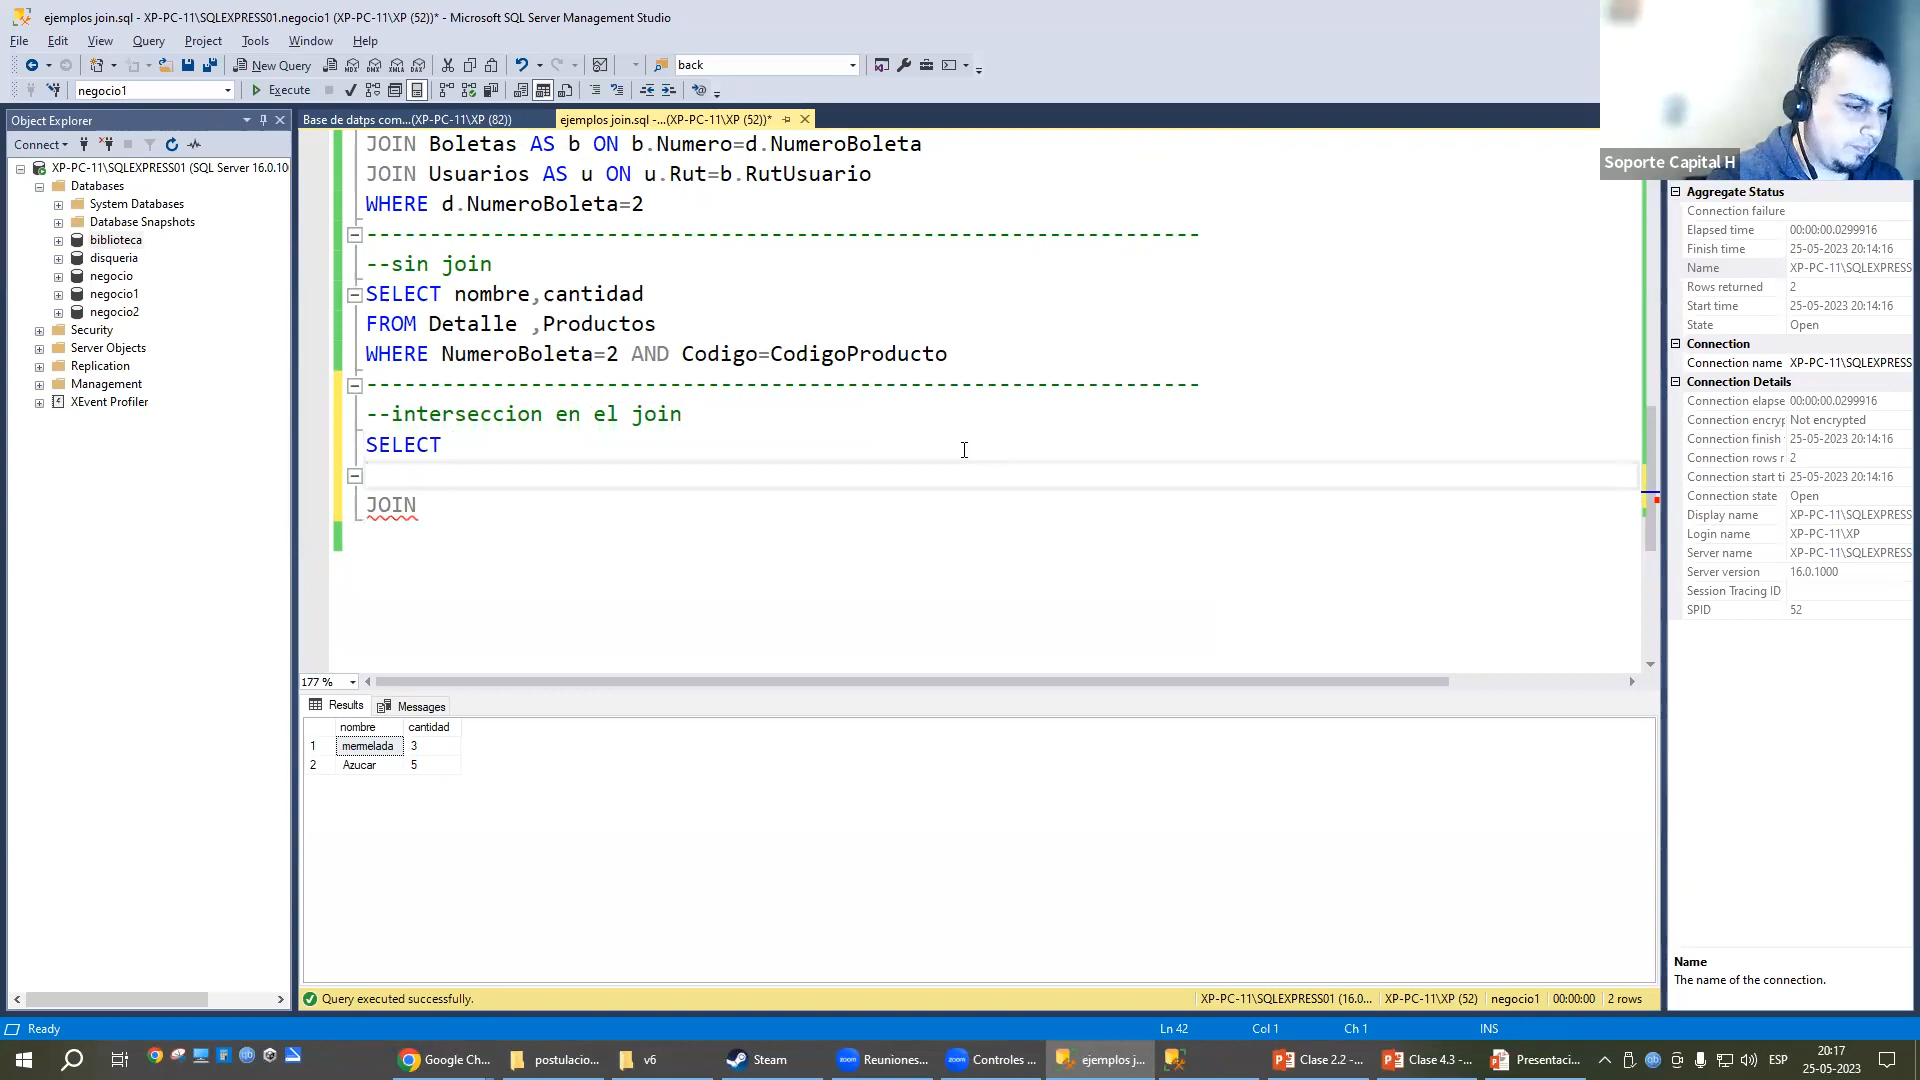 ejemplos join.sql - XP-PC-11\SQLEXPRESS01.negocio1 (XP-PC-11\XP (52))* - Microsoft SQL Server Management Studio
File Edit View Query Project Tools Window Help
New Query
back
negocio1
Execute
Soporte Capital H
Object Explorer
Connect
XP-PC-11\SQLEXPRESS01 (SQL Server 16.0.10
Databases
System Databases
Database Snapshots
biblioteca
disqueria
negocio
negocio1
negocio2
Security
Server Objects
Replication
Management
XEvent Profiler
Base de datps com...(XP-PC-11\XP (82))
ejemplos join.sql -...(XP-PC-11\XP (52))*
JOIN Boletas AS b ON b.Numero=d.NumeroBoleta
JOIN Usuarios AS u ON u.Rut=b.RutUsuario
WHERE d.NumeroBoleta=2
------------------------------------------------------------------
--sin join
SELECT nombre,cantidad
FROM Detalle ,Productos
WHERE NumeroBoleta=2 AND Codigo=CodigoProducto
------------------------------------------------------------------
--interseccion en el join
SELECT
JOIN
177 %
Results Messages
nombre cantidad
1 mermelada 3
2 Azucar 5
Query executed successfully.
XP-PC-11\SQLEXPRESS01 (16.0... XP-PC-11\XP (52) negocio1 00:00:00 2 rows
Aggregate Status
Connection failure
Elapsed time 00:00:00.0299916
Finish time 25-05-2023 20:14:16
Name XP-PC-11\SQLEXPRESS
Rows returned 2
Start time 25-05-2023 20:14:16
State Open
Connection
Connection name XP-PC-11\SQLEXPRESS
Connection Details
Connection elapse 00:00:00.0299916
Connection encryp Not encrypted
Connection finish 25-05-2023 20:14:16
Connection rows r 2
Connection start ti 25-05-2023 20:14:16
Connection state Open
Display name XP-PC-11\SQLEXPRESS
Login name XP-PC-11\XP
Server name XP-PC-11\SQLEXPRESS
Server version 16.0.1000
Session Tracing ID
SPID 52
Name
The name of the connection.
Ready
Ln 42 Col 1 Ch 1 INS
Google Ch... postulacio... v6 Steam Reuniones... Controles ... ejemplos j... Clase 2.2 -... Clase 4.3 -... Presentaci... ESP
20:17
25-05-2023